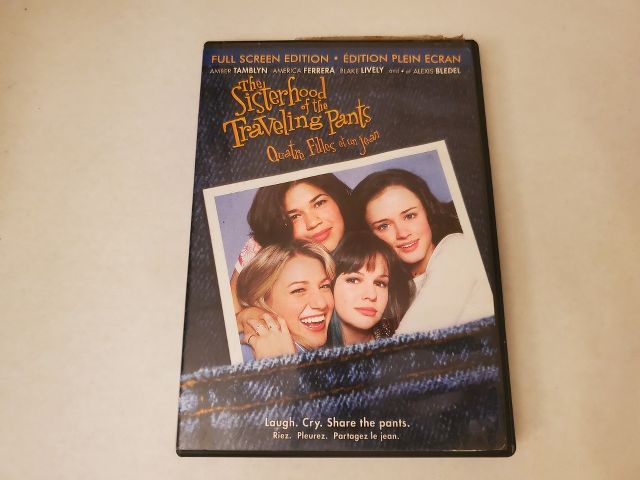 FULL SCREEN EDITION • ÉDITION PLEIN ECRAN
AMBER TAMBLYN AMERICA FERRERA BLAKE LIVELY and • et ALEXIS BLEDEL
The
Sisterhood
of the
Traveling Pants
Quatre Filles et un jean
Laugh. Cry. Share the pants.
Riez. Pleurez. Partagez le jean.